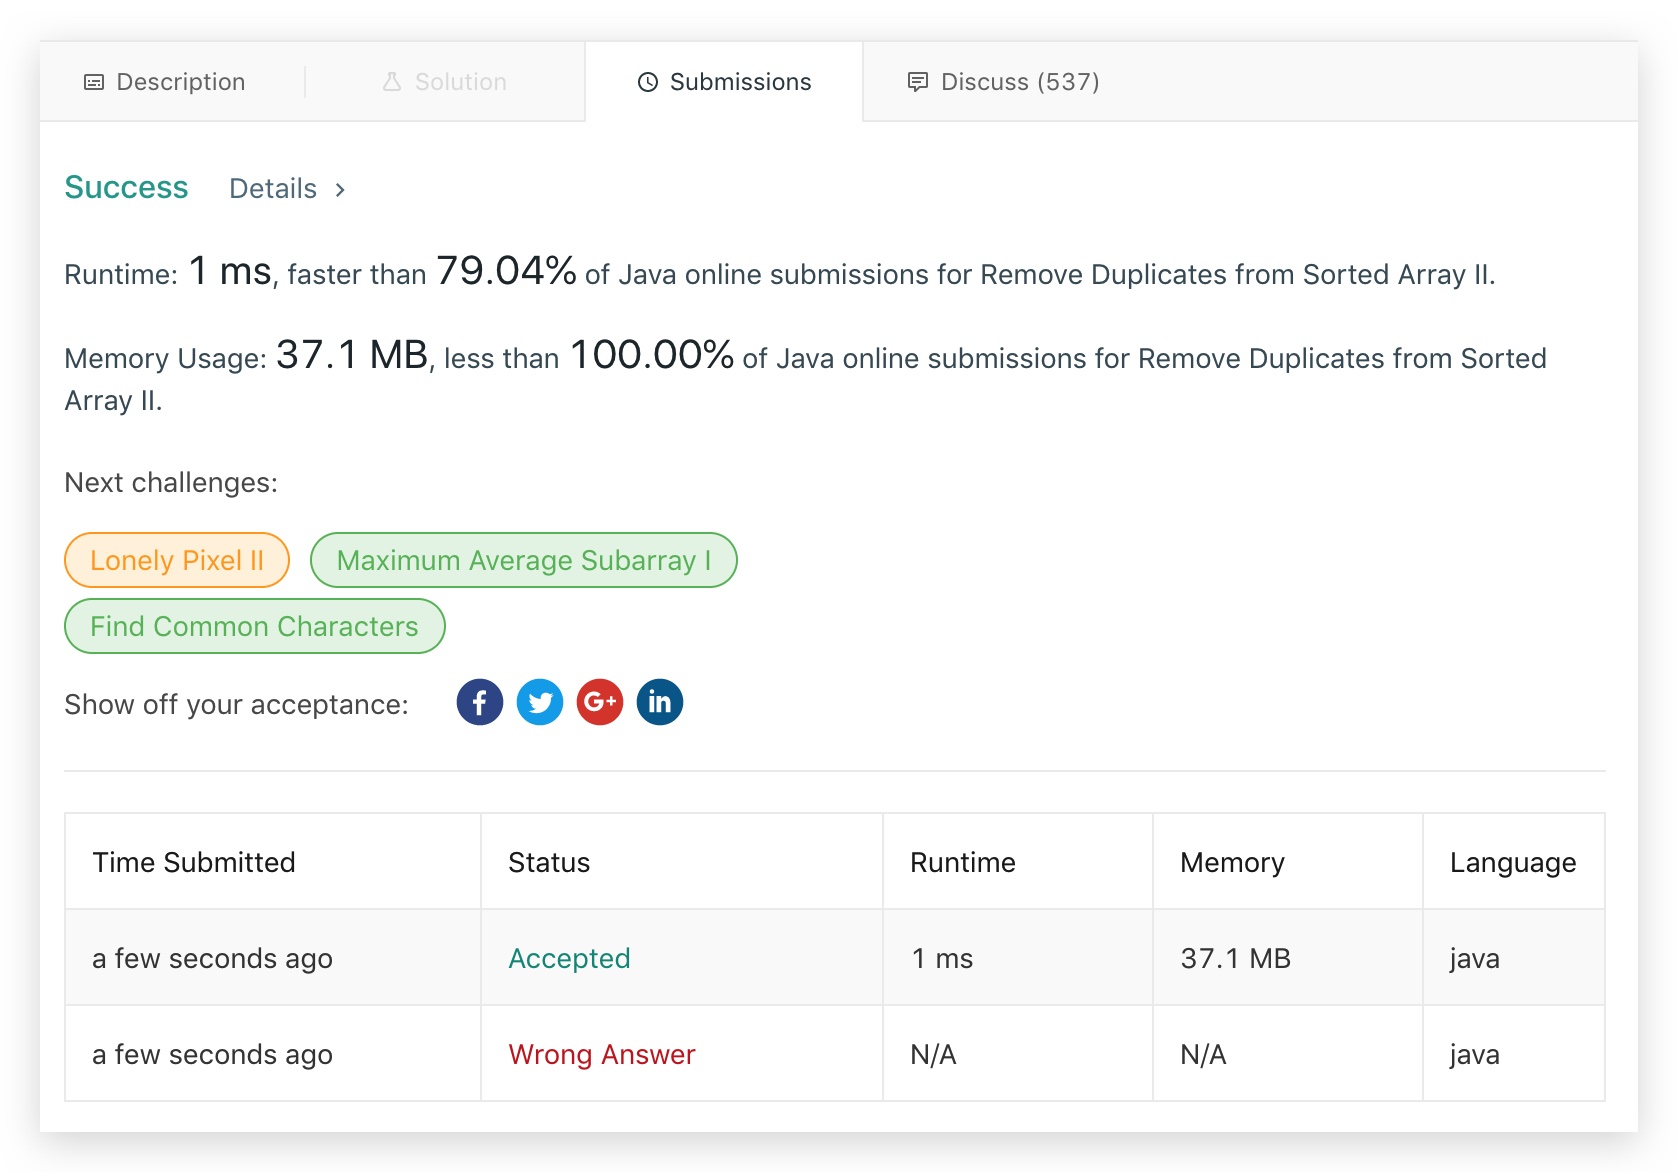 Description Solution Submissions Discuss (537)
Success Details >
Runtime: 1 ms, faster than 79.04% of Java online submissions for Remove Duplicates from Sorted Array II.
Memory Usage: 37.1 MB, less than 100.00% of Java online submissions for Remove Duplicates from Sorted
Array II.
Next challenges:
Lonely Pixel II Maximum Average Subarray I
Find Common Characters
Show off your acceptance: f G+ in
Time Submitted Status Runtime Memory Language
a few seconds ago Accepted 1 ms 37.1 MB java
a few seconds ago Wrong Answer N/A N/A java